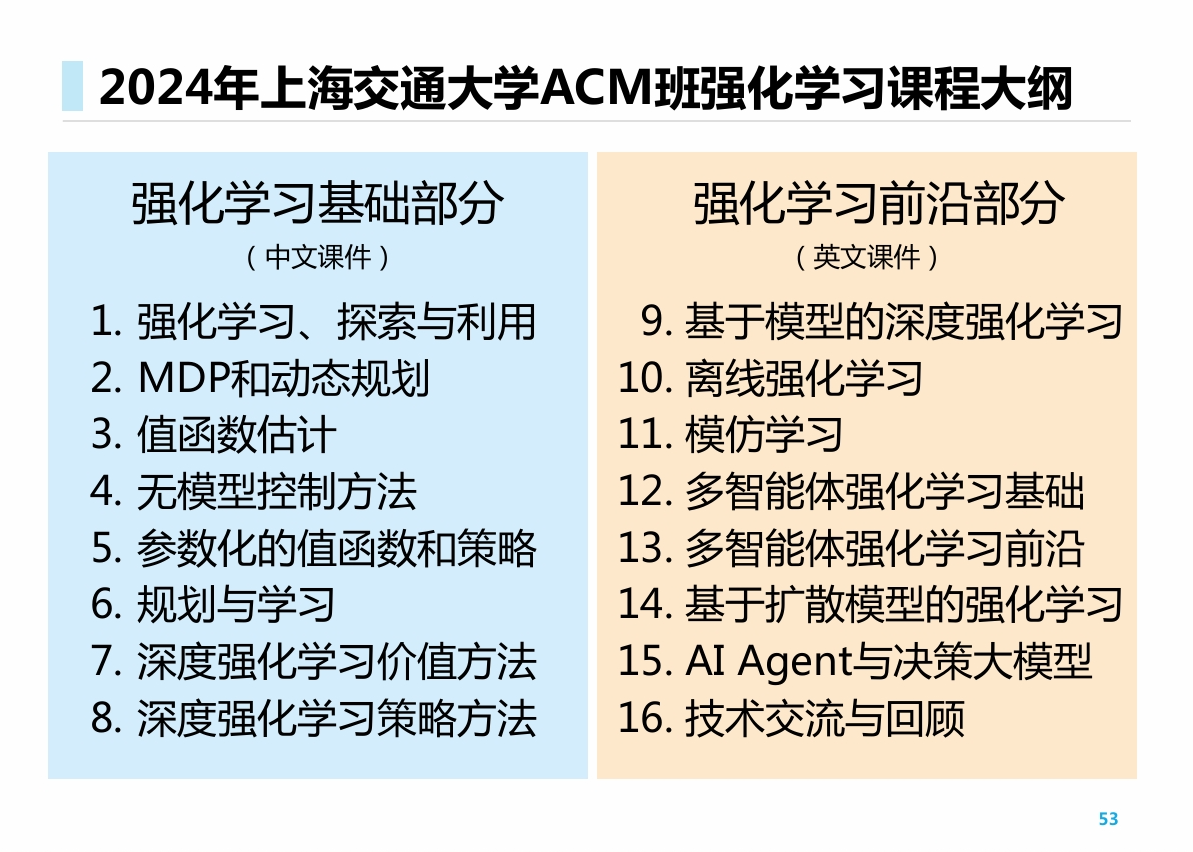 2024年上海交通大学ACM班强化学习课程大纲
强化学习基础部分
（中文课件）
1. 强化学习、探索与利用
2. MDP和动态规划
3. 值函数估计
4. 无模型控制方法
5. 参数化的值函数和策略
6. 规划与学习
7. 深度强化学习价值方法
8. 深度强化学习策略方法
强化学习前沿部分
（英文课件）
9. 基于模型的深度强化学习
10. 离线强化学习
11. 模仿学习
12. 多智能体强化学习基础
13. 多智能体强化学习前沿
14. 基于扩散模型的强化学习
15. AI Agent与决策大模型
16. 技术交流与回顾
53